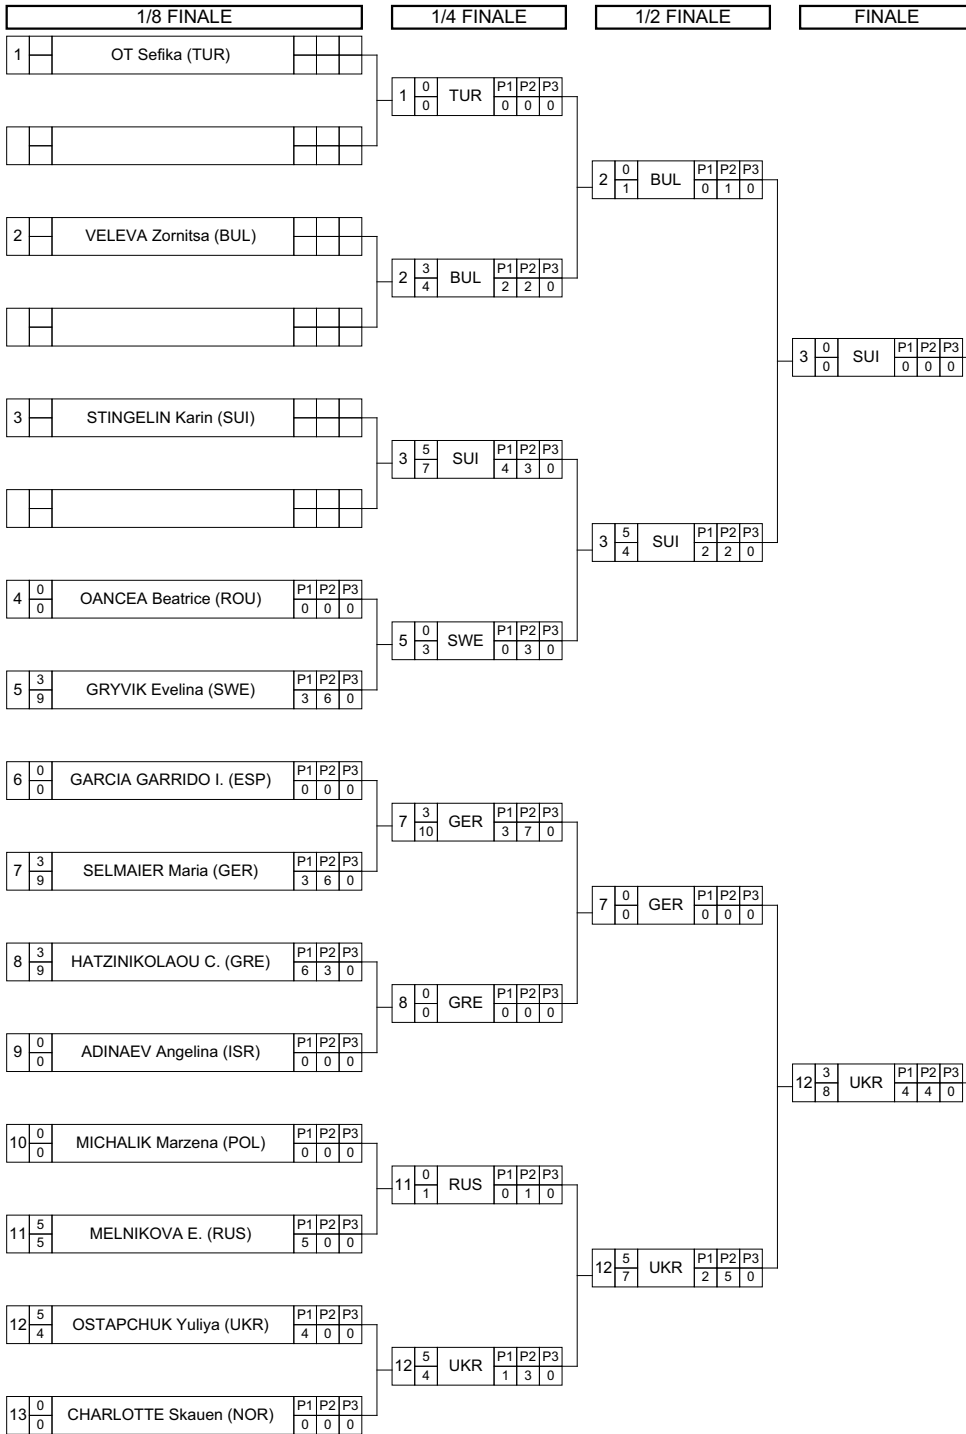 1/8 FINALE
1/4 FINALE
1/2 FINALE
FINALE
1 OT Sefika (TUR)
1 0 0 TUR P1 P2 P3 0 0 0
2 0 1 BUL P1 P2 P3 0 1 0
2 VELEVA Zornitsa (BUL)
2 3 4 BUL P1 P2 P3 2 2 0
3 0 0 SUI P1 P2 P3 0 0 0
3 STINGELIN Karin (SUI)
3 5 7 SUI P1 P2 P3 4 3 0
3 5 4 SUI P1 P2 P3 2 2 0
4 0 0 OANCEA Beatrice (ROU) P1 P2 P3 0 0 0
5 0 3 SWE P1 P2 P3 0 3 0
5 3 9 GRYVIK Evelina (SWE) P1 P2 P3 3 6 0
6 0 0 GARCIA GARRIDO I. (ESP) P1 P2 P3 0 0 0
7 3 10 GER P1 P2 P3 3 7 0
7 3 9 SELMAIER Maria (GER) P1 P2 P3 3 6 0
7 0 0 GER P1 P2 P3 0 0 0
8 3 9 HATZINIKOLAOU C. (GRE) P1 P2 P3 6 3 0
8 0 0 GRE P1 P2 P3 0 0 0
9 0 0 ADINAEV Angelina (ISR) P1 P2 P3 0 0 0
12 3 8 UKR P1 P2 P3 4 4 0
10 0 0 MICHALIK Marzena (POL) P1 P2 P3 0 0 0
11 0 1 RUS P1 P2 P3 0 1 0
11 5 5 MELNIKOVA E. (RUS) P1 P2 P3 5 0 0
12 5 7 UKR P1 P2 P3 2 5 0
12 5 4 OSTAPCHUK Yuliya (UKR) P1 P2 P3 4 0 0
12 5 4 UKR P1 P2 P3 1 3 0
13 0 0 CHARLOTTE Skauen (NOR) P1 P2 P3 0 0 0